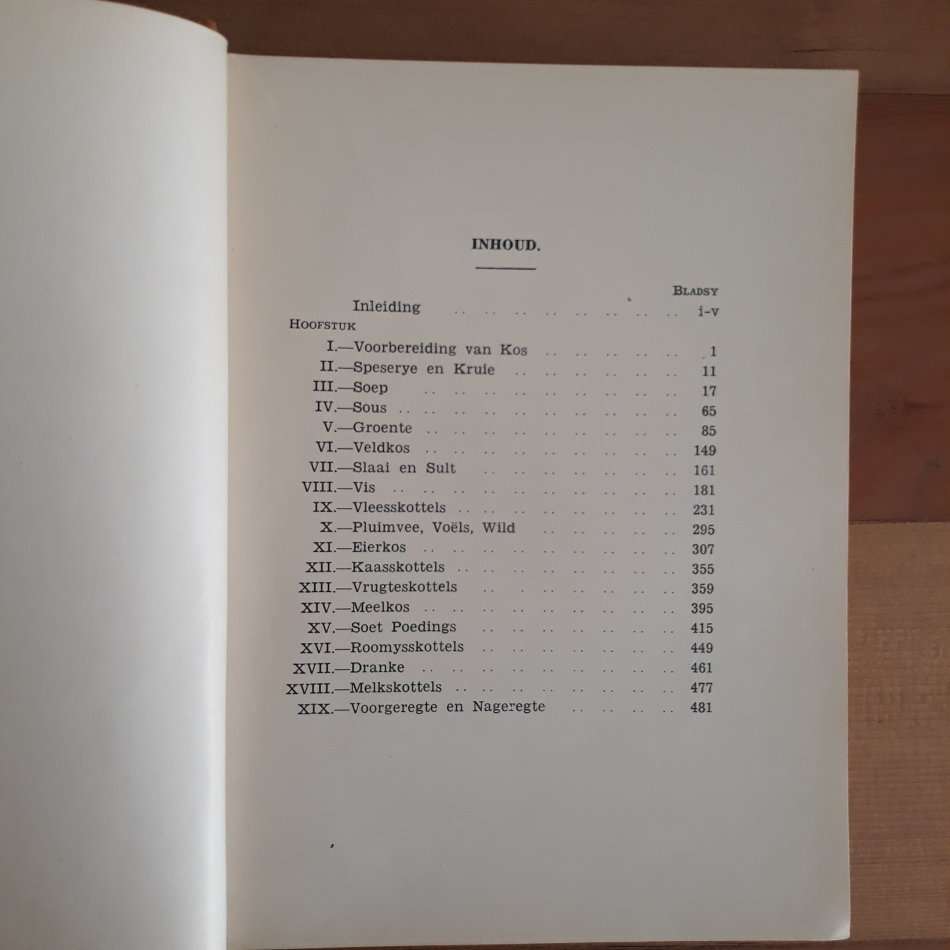 INHOUD.
BLADSY
Inleiding .. .. .. .. .. .. .. .. i-v
HOOFSTUK
I.—Voorbereiding van Kos .. .. .. .. .. 1
II.—Speserye en Kruie .. .. .. .. .. .. 11
III.—Soep .. .. .. .. .. .. .. .. .. 17
IV.—Sous .. .. .. .. .. .. .. .. .. .. 65
V.—Groente .. .. .. .. .. .. .. .. .. 85
VI.—Veldkos .. .. .. .. .. .. .. .. .. 149
VII.—Slaai en Sult .. .. .. .. .. .. .. 161
VIII.—Vis .. .. .. .. .. .. .. .. .. .. 181
IX.—Vleesskottels .. .. .. .. .. .. .. .. 231
X.—Pluimvee, Voëls, Wild .. .. .. .. .. 295
XI.—Eierkos .. .. .. .. .. .. .. .. .. 307
XII.—Kaasskottels .. .. .. .. .. .. .. .. 355
XIII.—Vrugteskottels .. . .. .. .. .. .. 359
XIV.—Meelkos .. .. .. .. .. .. .. .. .. 395
XV.—Soet Poedings .. .. .. .. .. .. .. 415
XVI.—Roomysskottels .. .. .. .. .. .. .. 449
XVII.—Dranke .. .. .. .. .. .. .. .. .. 461
XVIII.—Melkskottels .. .. .. .. .. .. .. .. 477
XIX.—Voorgeregte en Nageregte .. .. .. .. 481